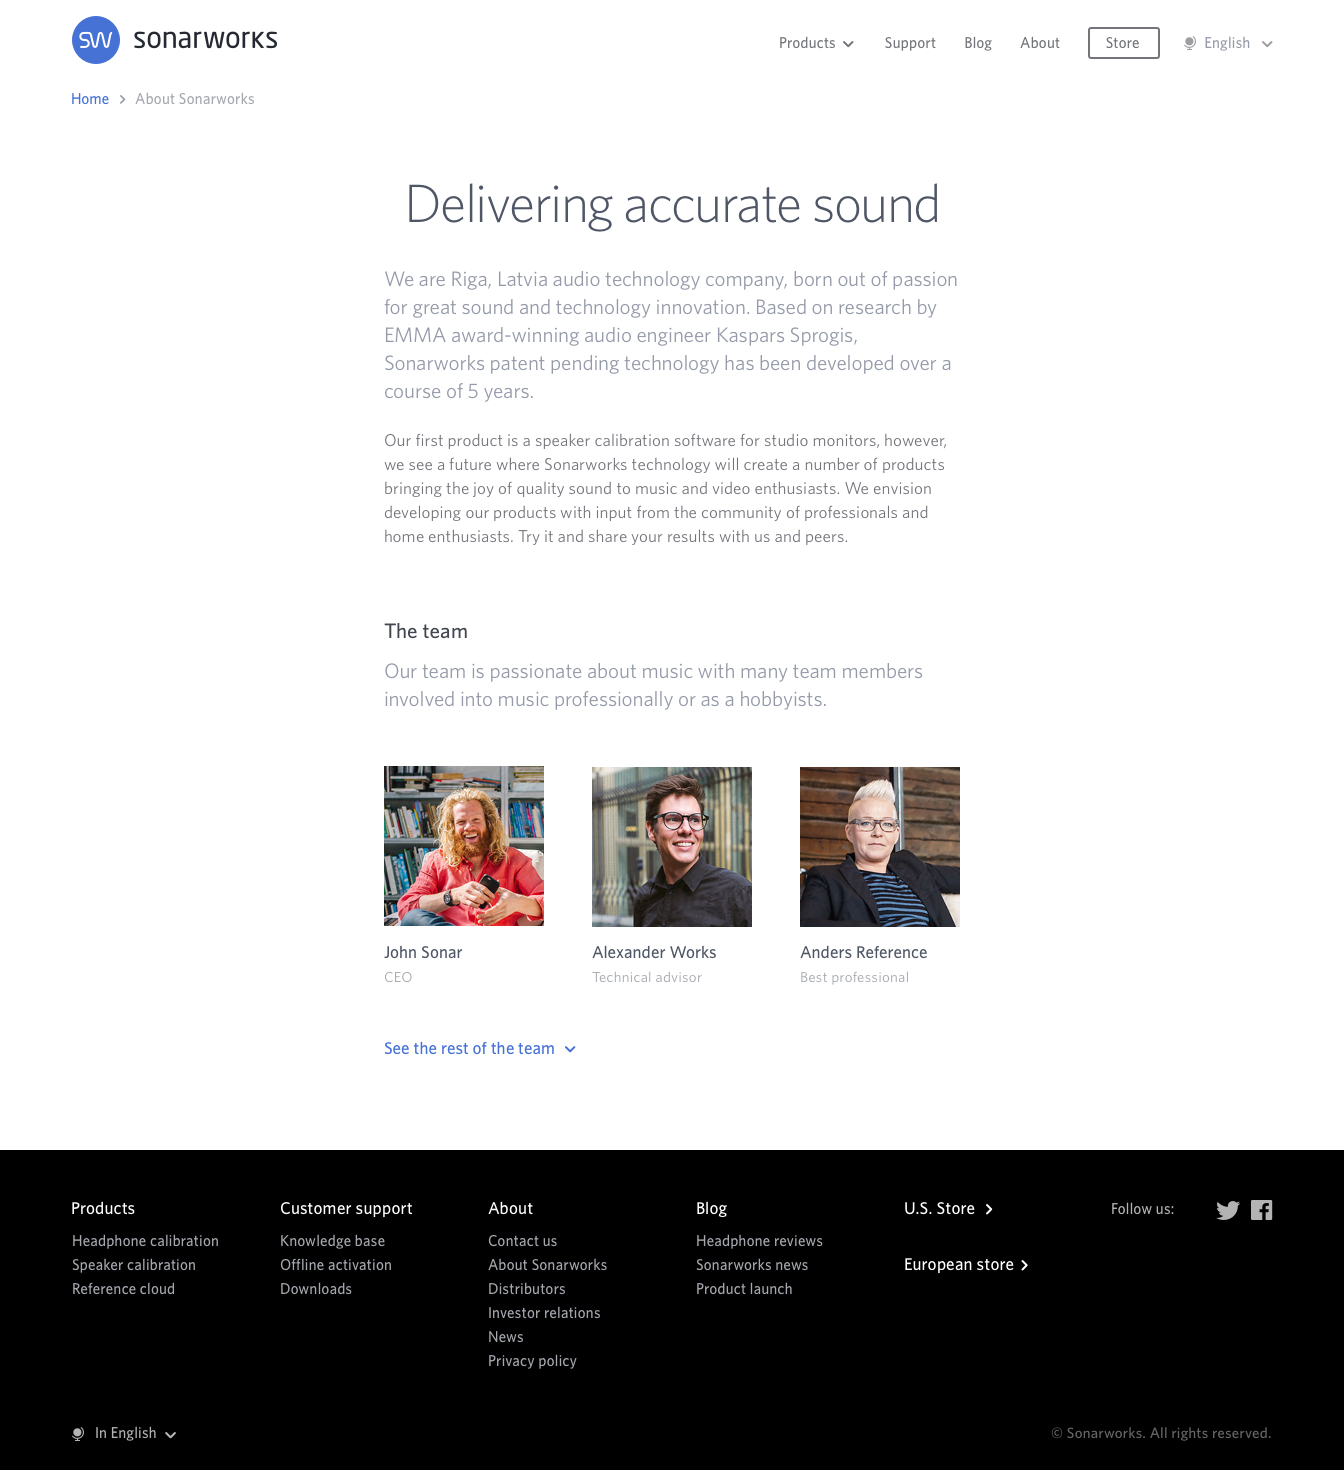 SW sonarworks
Products Support Blog About Store English
Home > About Sonarworks
Delivering accurate sound
We are Riga, Latvia audio technology company, born out of passion
for great sound and technology innovation. Based on research by
EMMA award-winning audio engineer Kaspars Sprogis,
Sonarworks patent pending technology has been developed over a
course of 5 years.
Our first product is a speaker calibration software for studio monitors, however,
we see a future where Sonarworks technology will create a number of products
bringing the joy of quality sound to music and video enthusiasts. We envision
developing our products with input from the community of professionals and
home enthusiasts. Try it and share your results with us and peers.
The team
Our team is passionate about music with many team members
involved into music professionally or as a hobbyists.
John Sonar
CEO
Alexander Works
Technical advisor
Anders Reference
Best professional
See the rest of the team
Products
Headphone calibration
Speaker calibration
Reference cloud
Customer support
Knowledge base
Offline activation
Downloads
About
Contact us
About Sonarworks
Distributors
Investor relations
News
Privacy policy
Blog
Headphone reviews
Sonarworks news
Product launch
U.S. Store >
European store >
Follow us:
In English
© Sonarworks. All rights reserved.